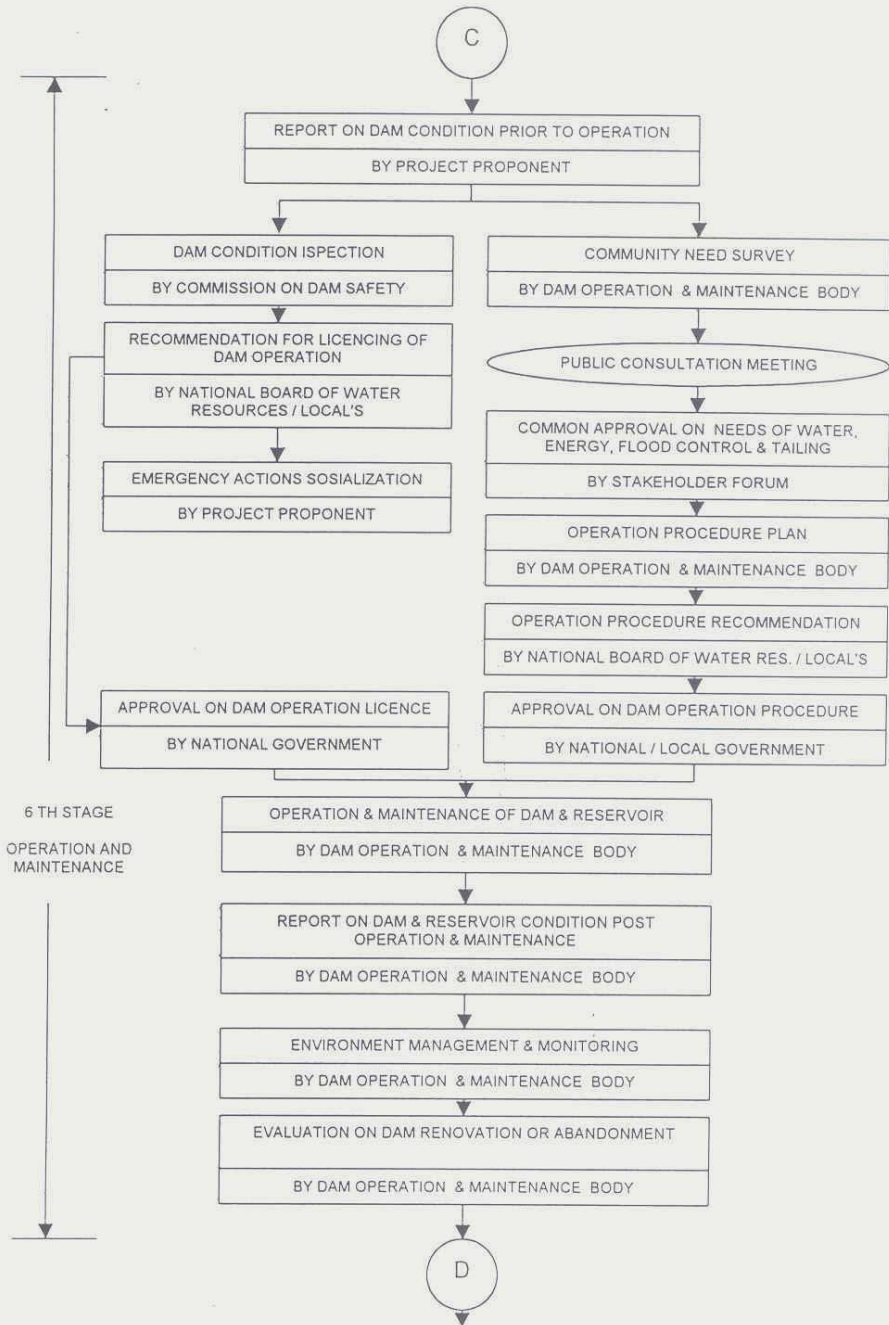 C
REPORT ON DAM CONDITION PRIOR TO OPERATION
BY PROJECT PROPONENT
DAM CONDITION ISPECTION
BY COMMISSION ON DAM SAFETY
RECOMMENDATION FOR LICENCING OF
DAM OPERATION
BY NATIONAL BOARD OF WATER
RESOURCES / LOCAL'S
EMERGENCY ACTIONS SOSIALIZATION
BY PROJECT PROPONENT
COMMUNITY NEED SURVEY
BY DAM OPERATION & MAINTENANCE BODY
PUBLIC CONSULTATION MEETING
COMMON APPROVAL ON NEEDS OF WATER,
ENERGY, FLOOD CONTROL & TAILING
BY STAKEHOLDER FORUM
OPERATION PROCEDURE PLAN
BY DAM OPERATION & MAINTENANCE BODY
OPERATION PROCEDURE RECOMMENDATION
BY NATIONAL BOARD OF WATER RES. / LOCAL'S
APPROVAL ON DAM OPERATION LICENCE
BY NATIONAL GOVERNMENT
APPROVAL ON DAM OPERATION PROCEDURE
BY NATIONAL / LOCAL GOVERNMENT
6 TH STAGE
OPERATION AND
MAINTENANCE
OPERATION & MAINTENANCE OF DAM & RESERVOIR
BY DAM OPERATION & MAINTENANCE BODY
REPORT ON DAM & RESERVOIR CONDITION POST
OPERATION & MAINTENANCE
BY DAM OPERATION & MAINTENANCE BODY
ENVIRONMENT MANAGEMENT & MONITORING
BY DAM OPERATION & MAINTENANCE BODY
EVALUATION ON DAM RENOVATION OR ABANDONMENT
BY DAM OPERATION & MAINTENANCE BODY
D